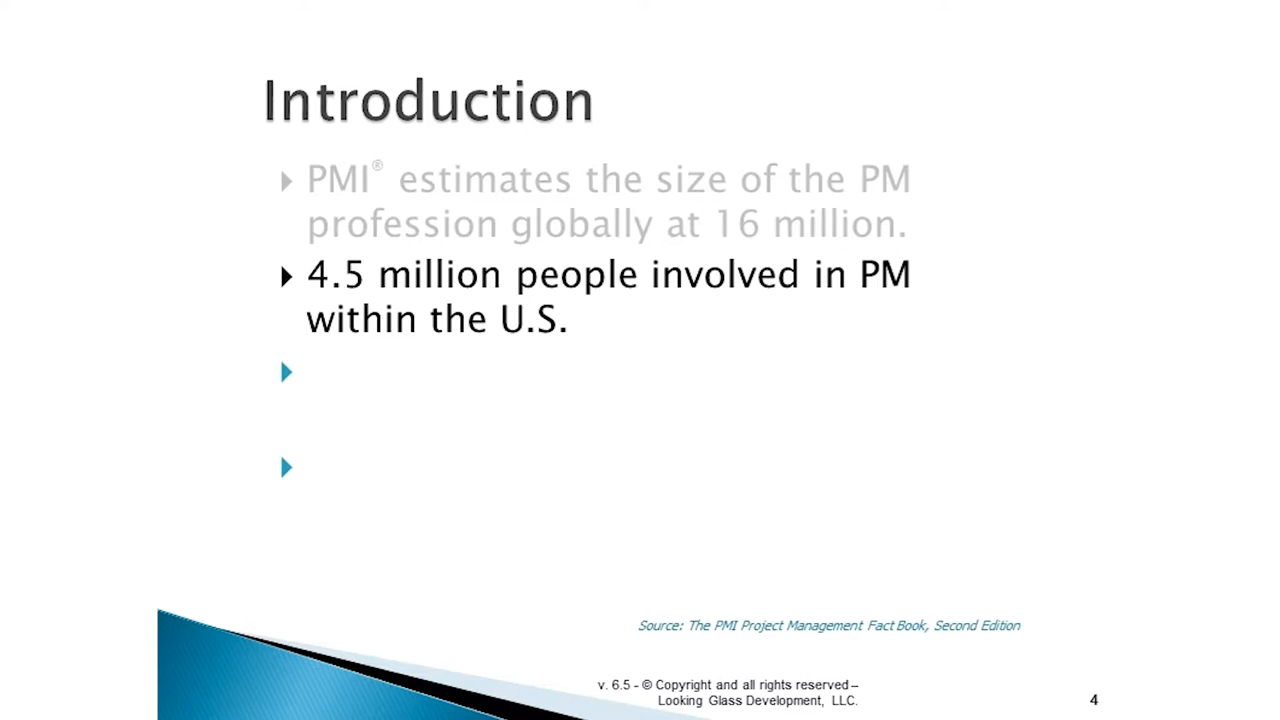 Introduction
PMI® estimates the size of the PM
profession globally at 16 million.
4.5 million people involved in PM
within the U.S.
Source: The PMI Project Management Fact Book, Second Edition
v. 6.5 - © Copyright and all rights reserved –
Looking Glass Development, LLC.
4